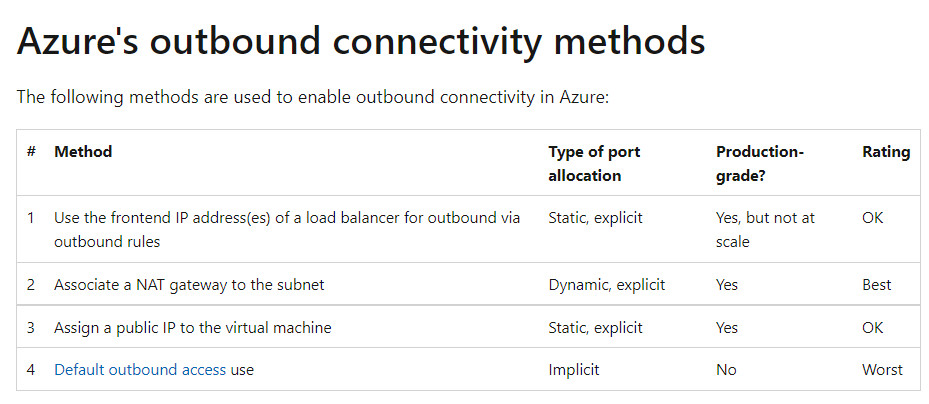 Azure's outbound connectivity methods
The following methods are used to enable outbound connectivity in Azure:
# Method Type of port allocation Production-grade? Rating
1 Use the frontend IP address(es) of a load balancer for outbound via outbound rules Static, explicit Yes, but not at scale OK
2 Associate a NAT gateway to the subnet Dynamic, explicit Yes Best
3 Assign a public IP to the virtual machine Static, explicit Yes OK
4 Default outbound access use Implicit No Worst